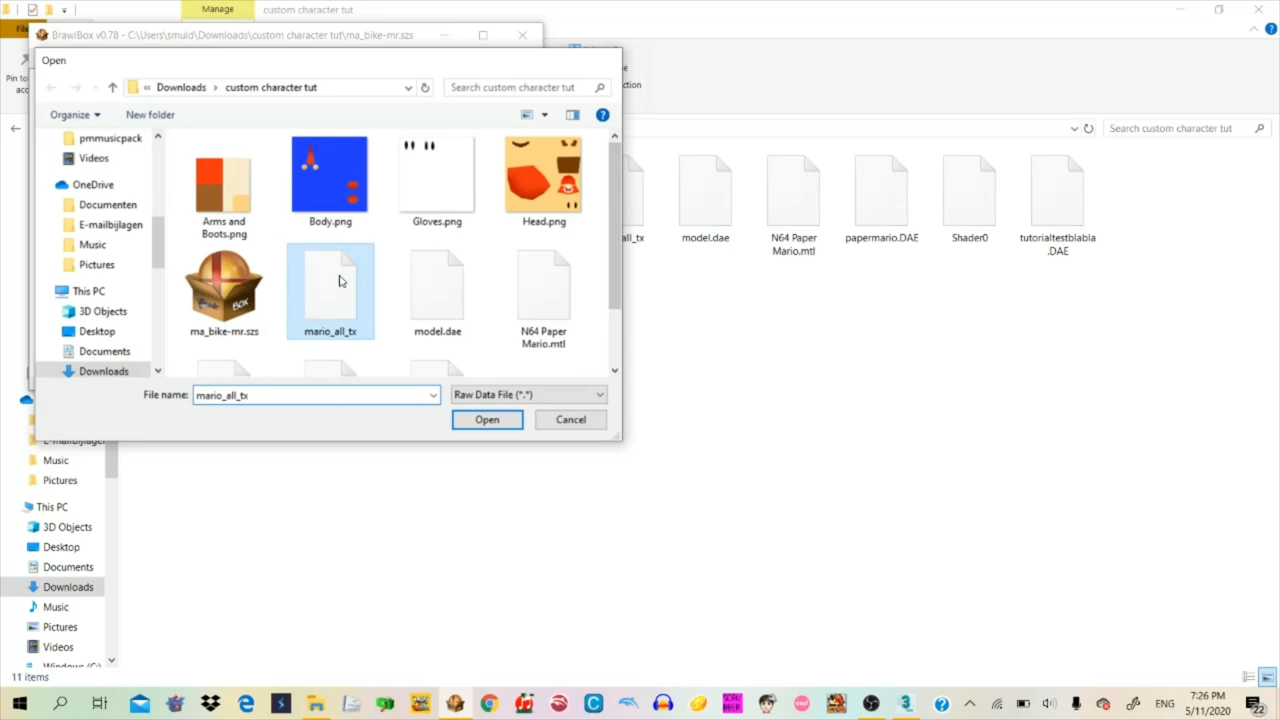 Manage
custom character tut
File
BrawlBox v0.78 - C:\Users\smuld\Downloads\custom character tut\ma_bike-mr.szs
Open
Pin to
Downloads
custom character tut
Search custom character tut
ction
Organize
New folder
pmmusicpack
Videos
OneDrive
Documenten
E-mailbijlagen
Music
Pictures
This PC
3D Objects
Desktop
Documents
Downloads
Arms and
Boots.png
Body.png
Gloves.png
Head.png
ma_bike-mr.szs
mario_all_tx
model.dae
N64 Paper
Mario.mtl
File name:
mario_all_tx
Raw Data File (*.*)
Open
Cancel
Search custom character tut
all_tx
model.dae
N64 Paper
Mario.mtl
papermario.DAE
Shader0
tutorialtestblabla
.DAE
E-mailbijlagen
Music
Pictures
This PC
3D Objects
Desktop
Documents
Downloads
Music
Pictures
Videos
Windows (C:)
11 items
ENG
7:26 PM
5/11/2020
22